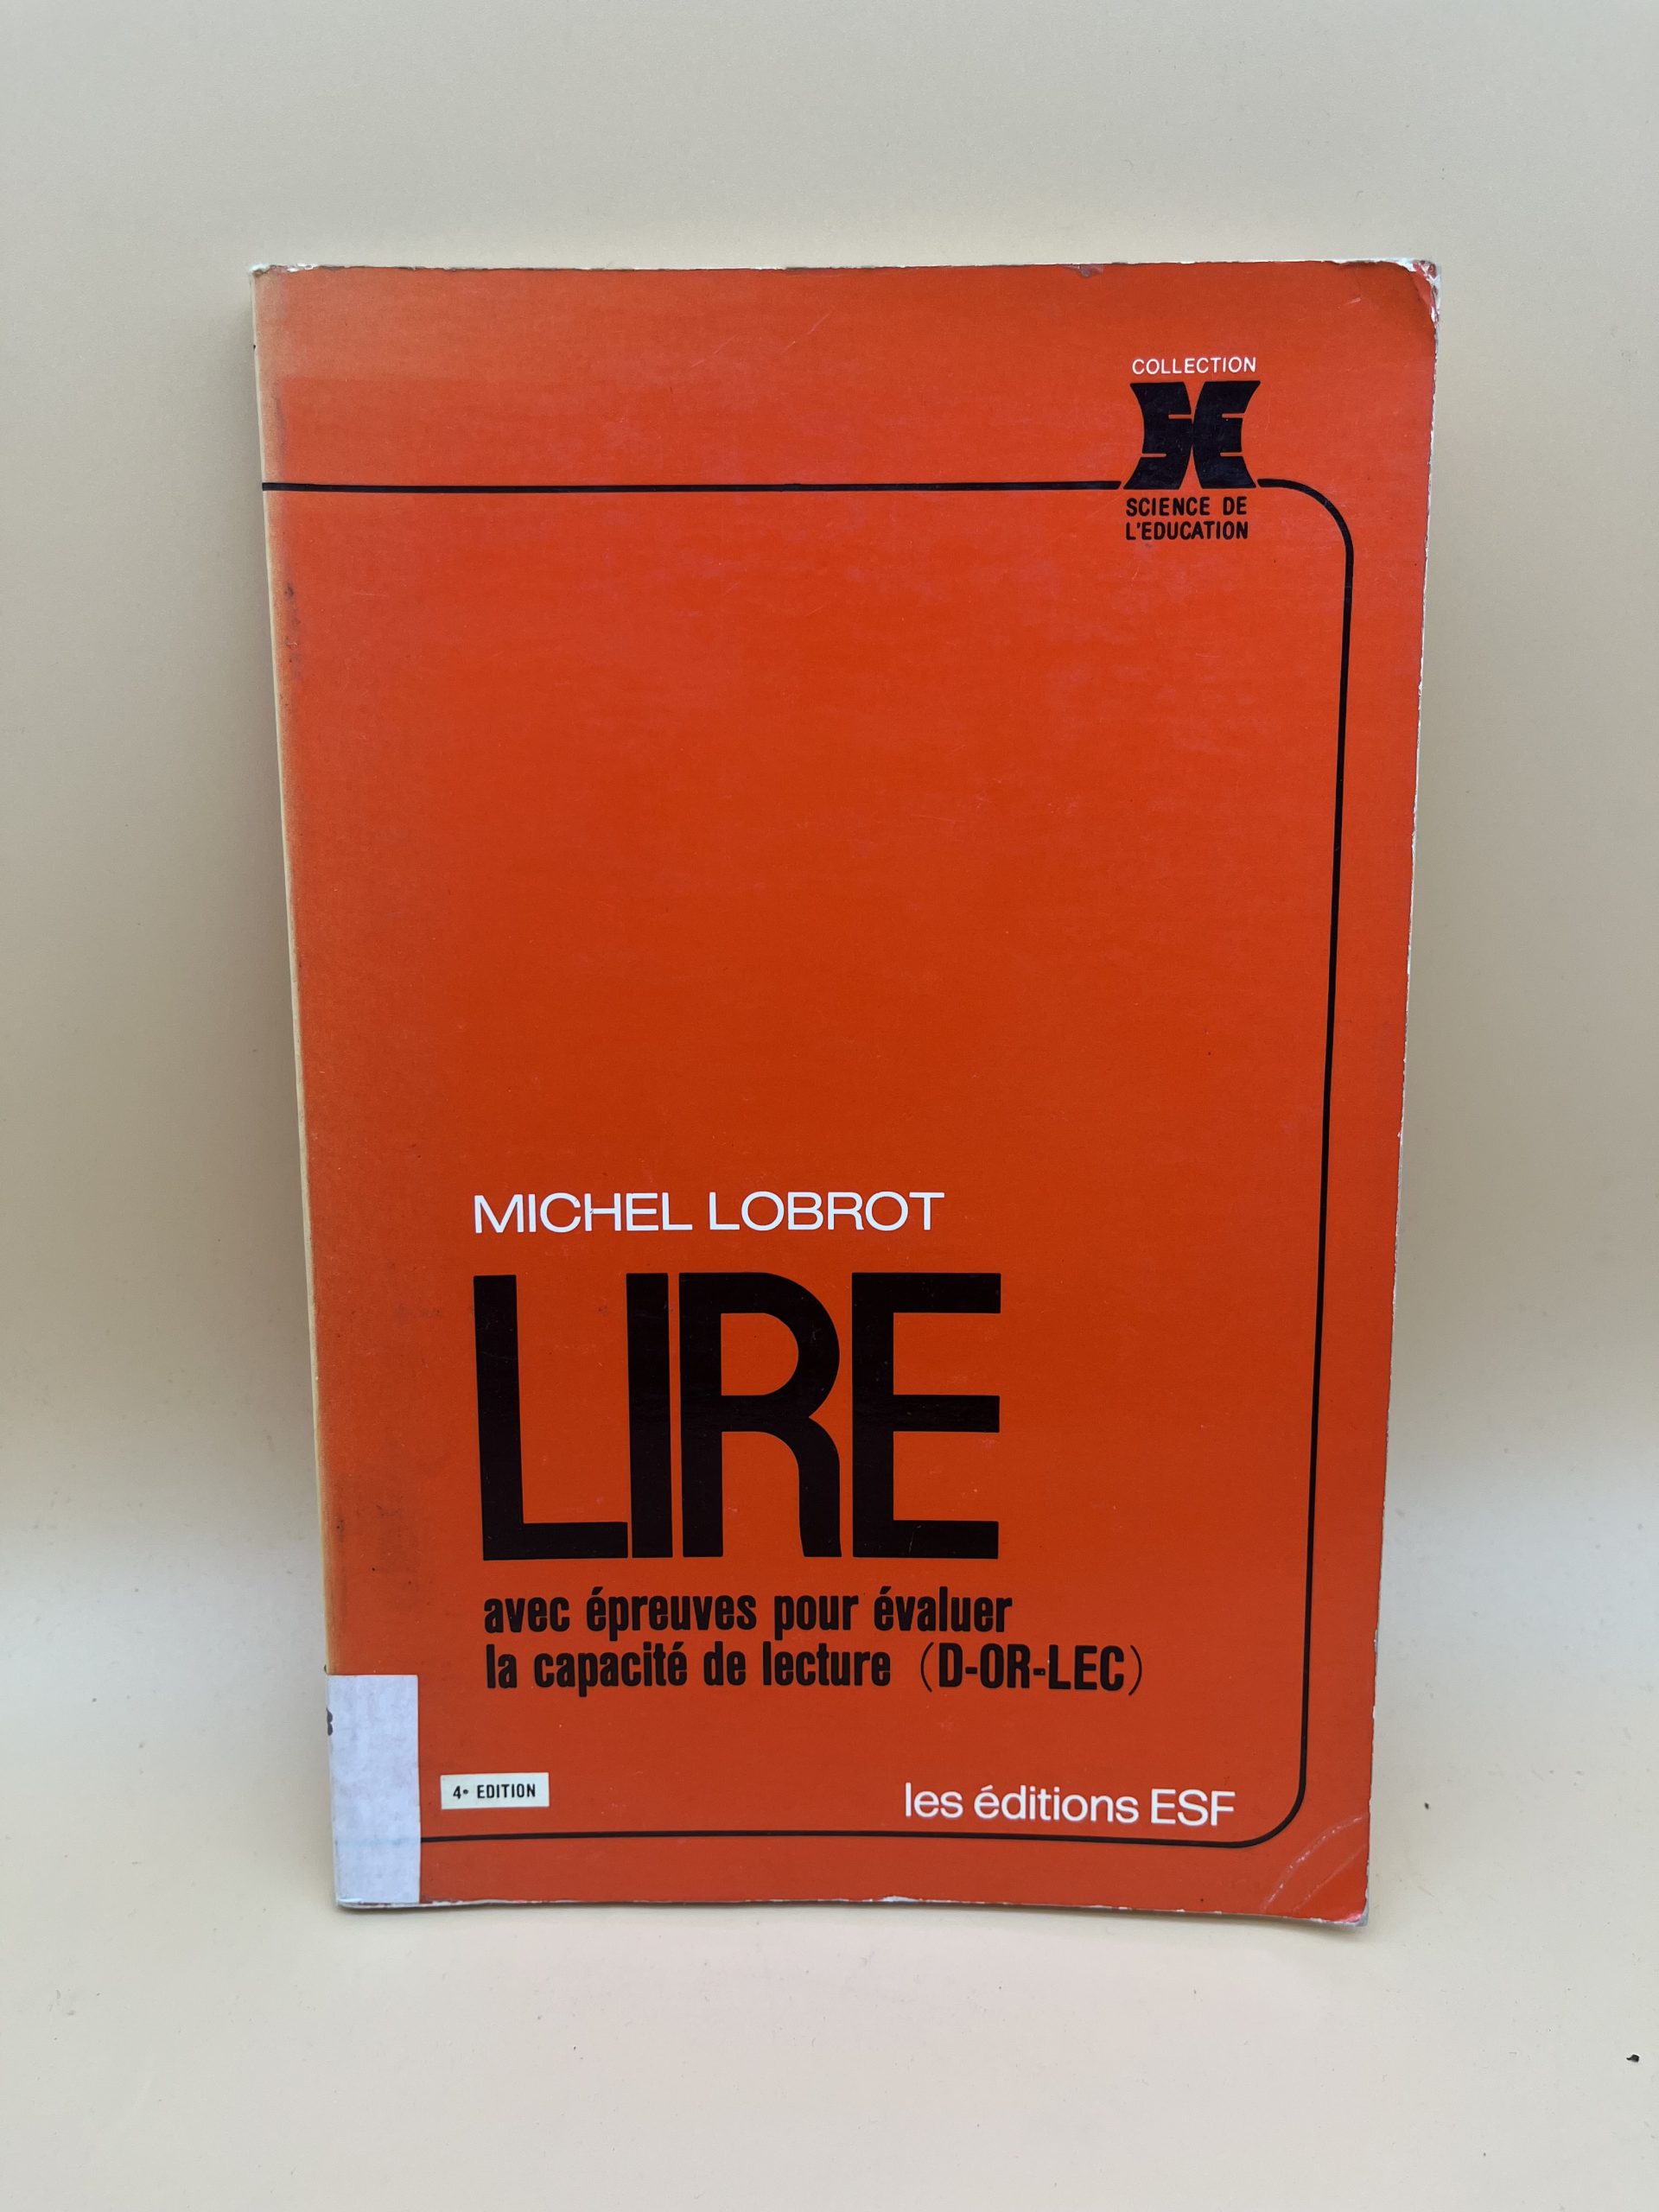 COLLECTION
SE
SCIENCE DE
L'EDUCATION
MICHEL LOBROT
LIRE
avec épreuves pour évaluer
la capacité de lecture (D-OR-LEC)
4e EDITION
les éditions ESF